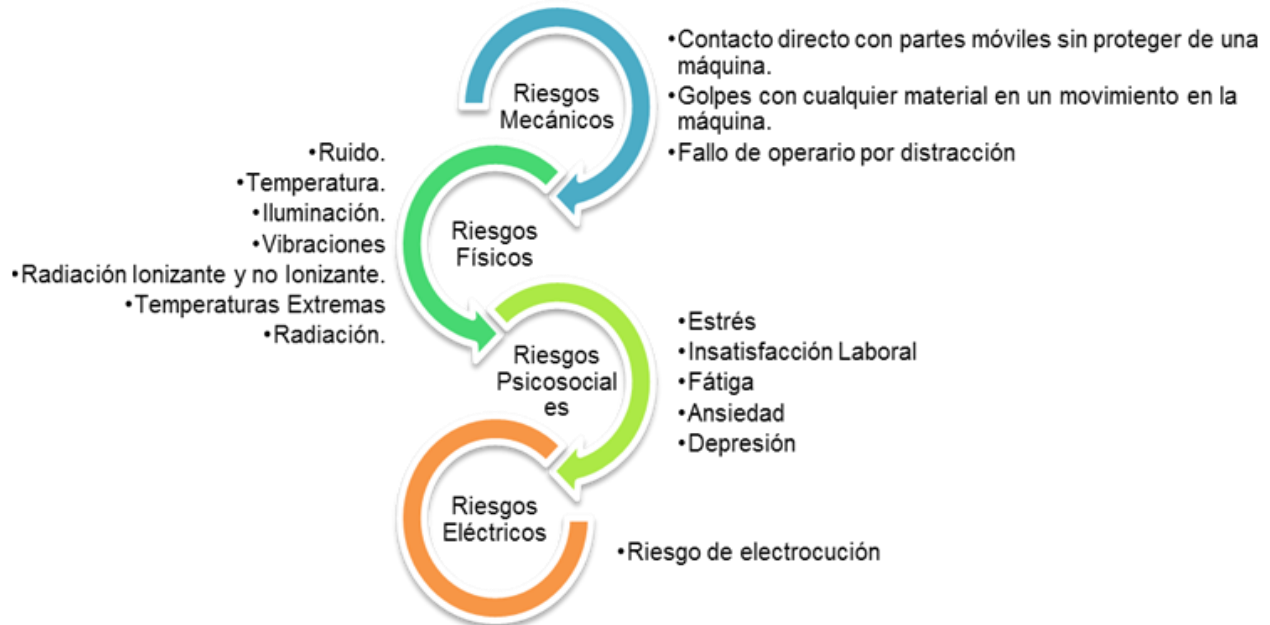 Riesgos
Mecánicos
•Contacto directo con partes móviles sin proteger de una
máquina.
•Golpes con cualquier material en un movimiento en la
máquina.
•Fallo de operario por distracción
Riesgos
Físicos
•Ruido.
•Temperatura.
•Iluminación.
•Vibraciones
•Radiación Ionizante y no Ionizante.
•Temperaturas Extremas
•Radiación.
Riesgos
Psicosocial
es
•Estrés
•Insatisfacción Laboral
•Fátiga
•Ansiedad
•Depresión
Riesgos
Eléctricos
•Riesgo de electrocución